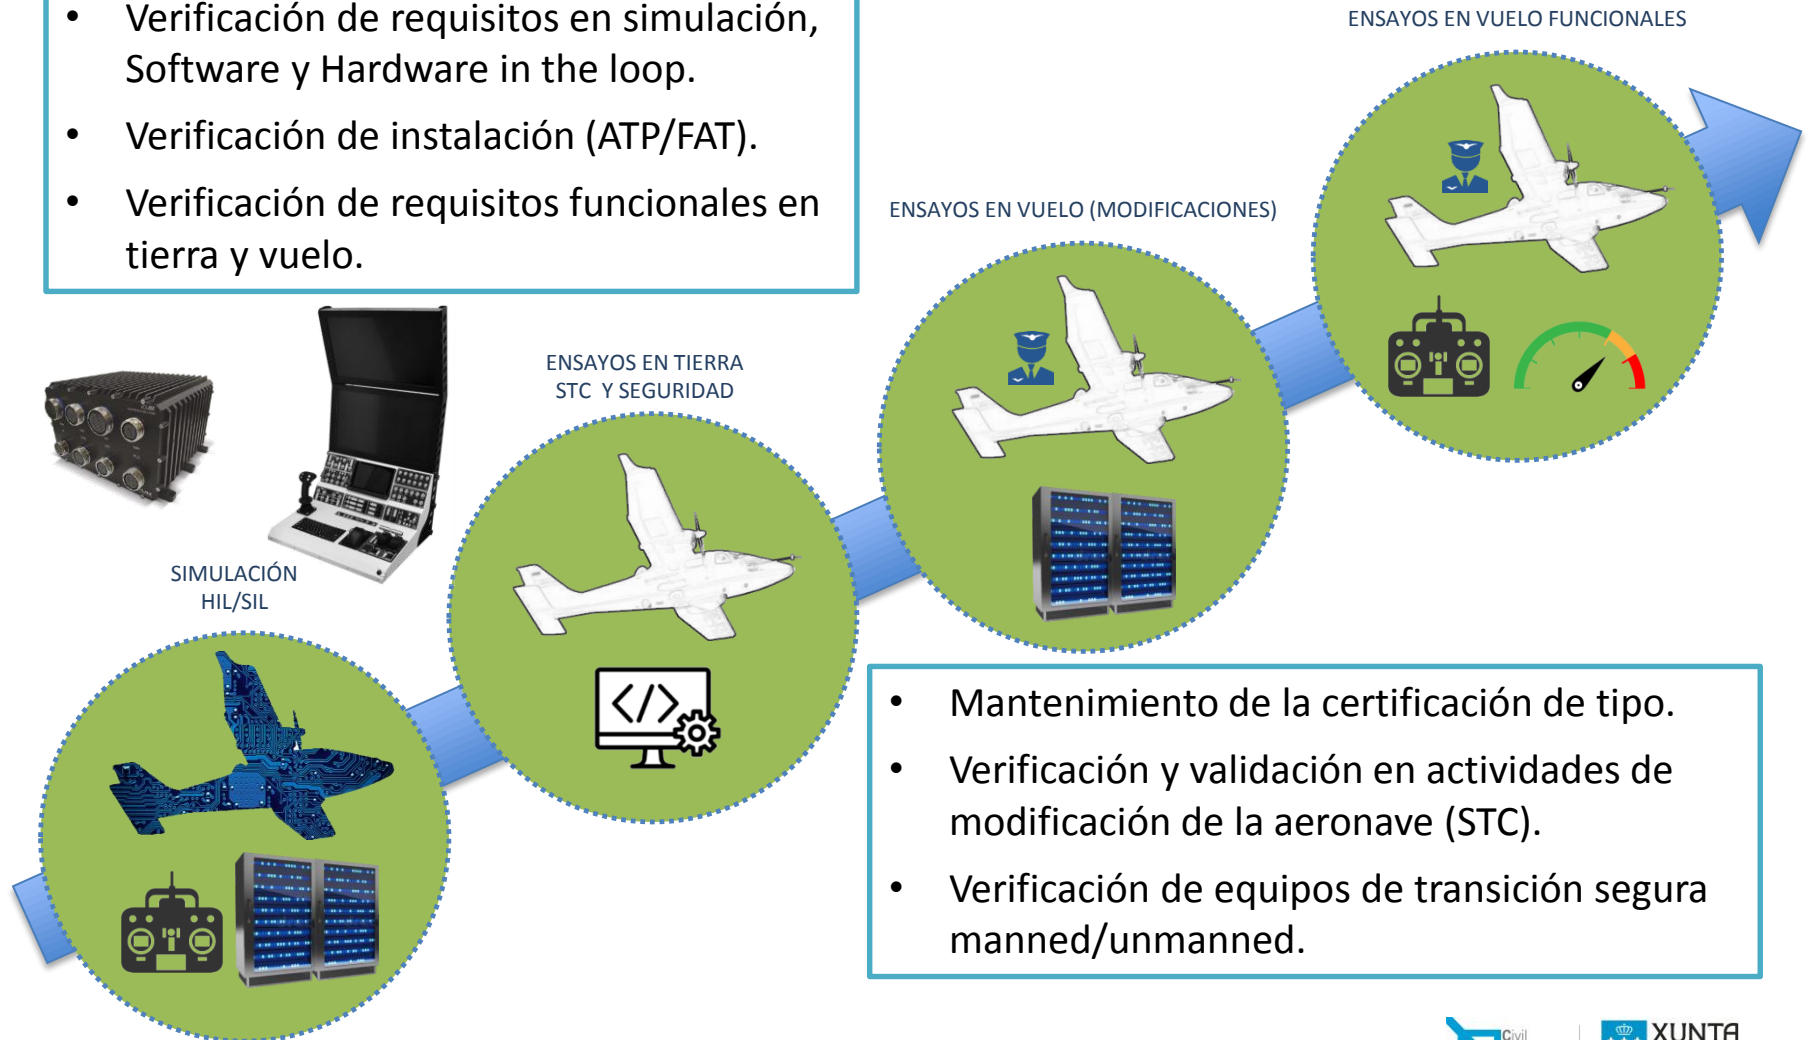 • Verificación de requisitos en simulación,
Software y Hardware in the loop.
• Verificación de instalación (ATP/FAT).
• Verificación de requisitos funcionales en
tierra y vuelo.
ENSAYOS EN VUELO FUNCIONALES
ENSAYOS EN VUELO (MODIFICACIONES)
ENSAYOS EN TIERRA
STC Y SEGURIDAD
SIMULACIÓN
HIL/SIL
• Mantenimiento de la certificación de tipo.
• Verificación y validación en actividades de
modificación de la aeronave (STC).
• Verificación de equipos de transición segura
manned/unmanned.
Civil
XUNTA